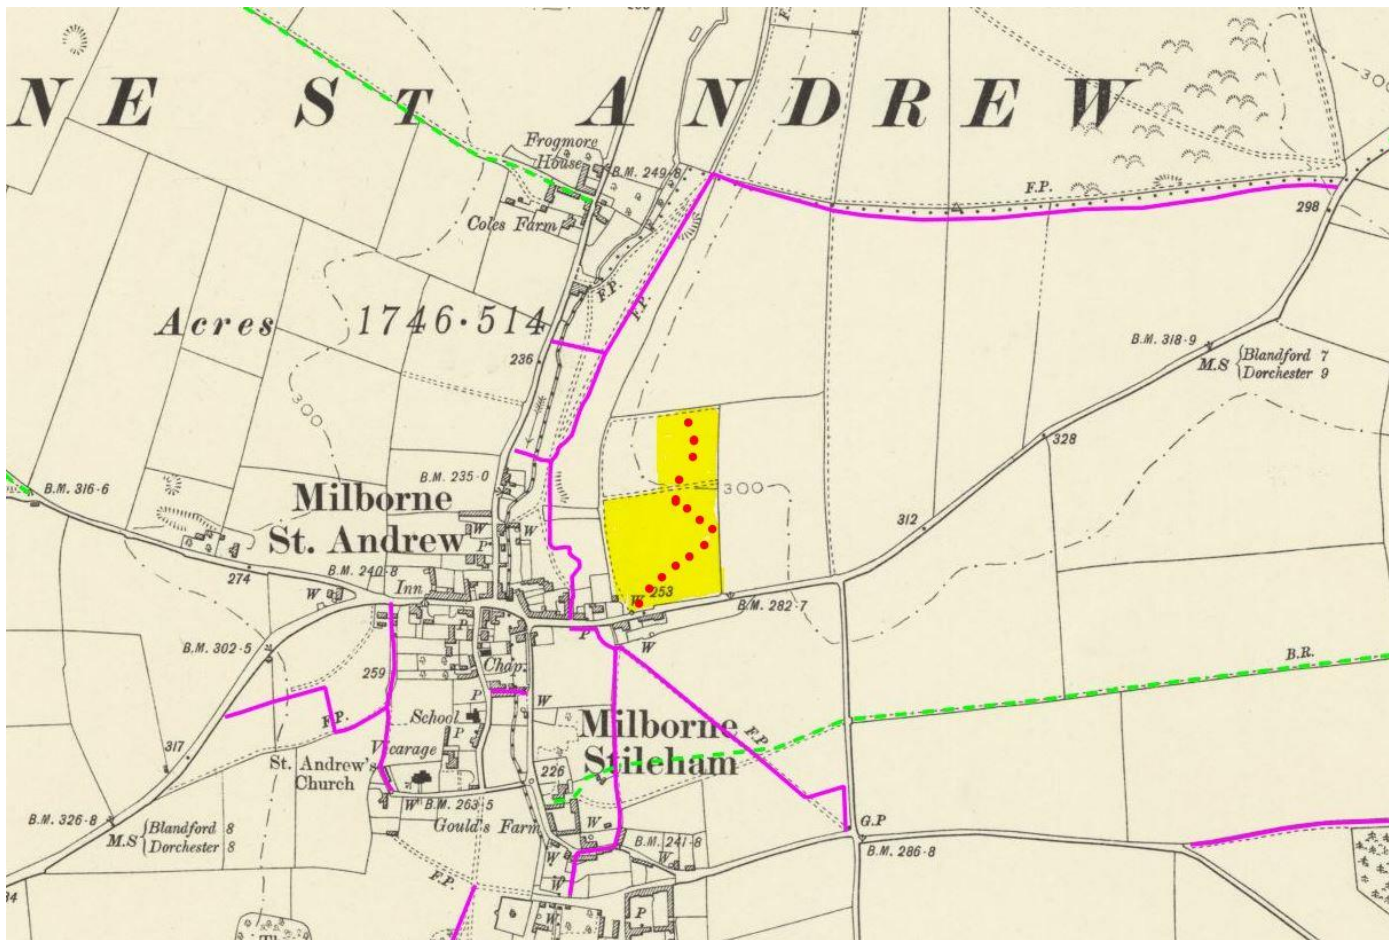 NE ST ANDREW
300
Frogmore
House
B.M. 249·8
F.P.
298
Coles Farm
F.P.
F.P.
Acres 1746·514
236
B.M. 318·9
M.S { Blandford 7
Dorchester 9
300
328
B.M. 316·6
B.M. 235·0
300
Milborne
St. Andrew
W
W
P
312
274
B.M. 240·8
Inn
W
W
253
B.M. 282·7
B.M. 302·5
P
P
W
259
Chap.
B.R.
P
W
F.P.
School
P
Milborne
Stileham
F.P.
317
Vicarage
St. Andrew's
Church
226
W
B.M. 263·5
B.M. 326·8
M.S { Blandford 8
Dorchester 8
Gould's Farm
W
G.P
B.M. 241·8
B.M. 286·8
W
W
F.P.
W
W
P